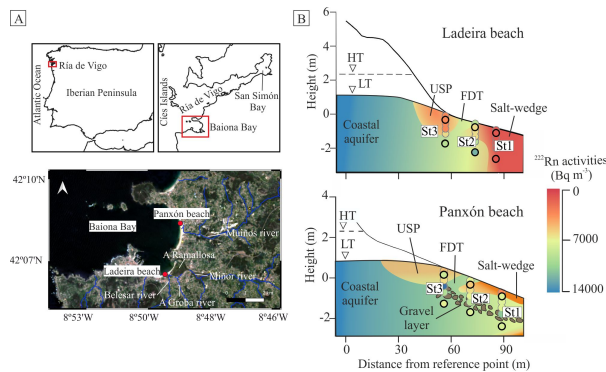 A
Atlantic Ocean
Ría de Vigo
Iberian Peninsula
Cíes Islands
Ría de Vigo
San Simón
Bay
Baiona Bay
42°10'N
42°07'N
Baiona Bay
Panxón beach
Muiños river
A Ramallosa
Ladeira beach
Miñor river
Belesar river
A Groba river
8°53'W
8°50'W
8°48'W
8°46'W
B
Ladeira beach
Height (m)
6
4
2
0
-2
HT
LT
USP
FDT
Salt-wedge
Coastal
aquifer
St3
St2
St1
222Rn activities
(Bq m-3)
0
7000
14000
Panxón beach
Height (m)
4
2
0
-2
HT
LT
USP
FDT
Salt-wedge
Coastal
aquifer
St3
St2
St1
Gravel
layer
0
30
60
90
Distance from reference point (m)